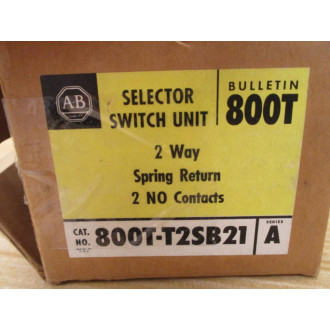 AB
SELECTOR
SWITCH UNIT
BULLETIN
800T
2 Way
Spring Return
2 NO Contacts
CAT.
NO.
800T-T2SB21
SERIES
A